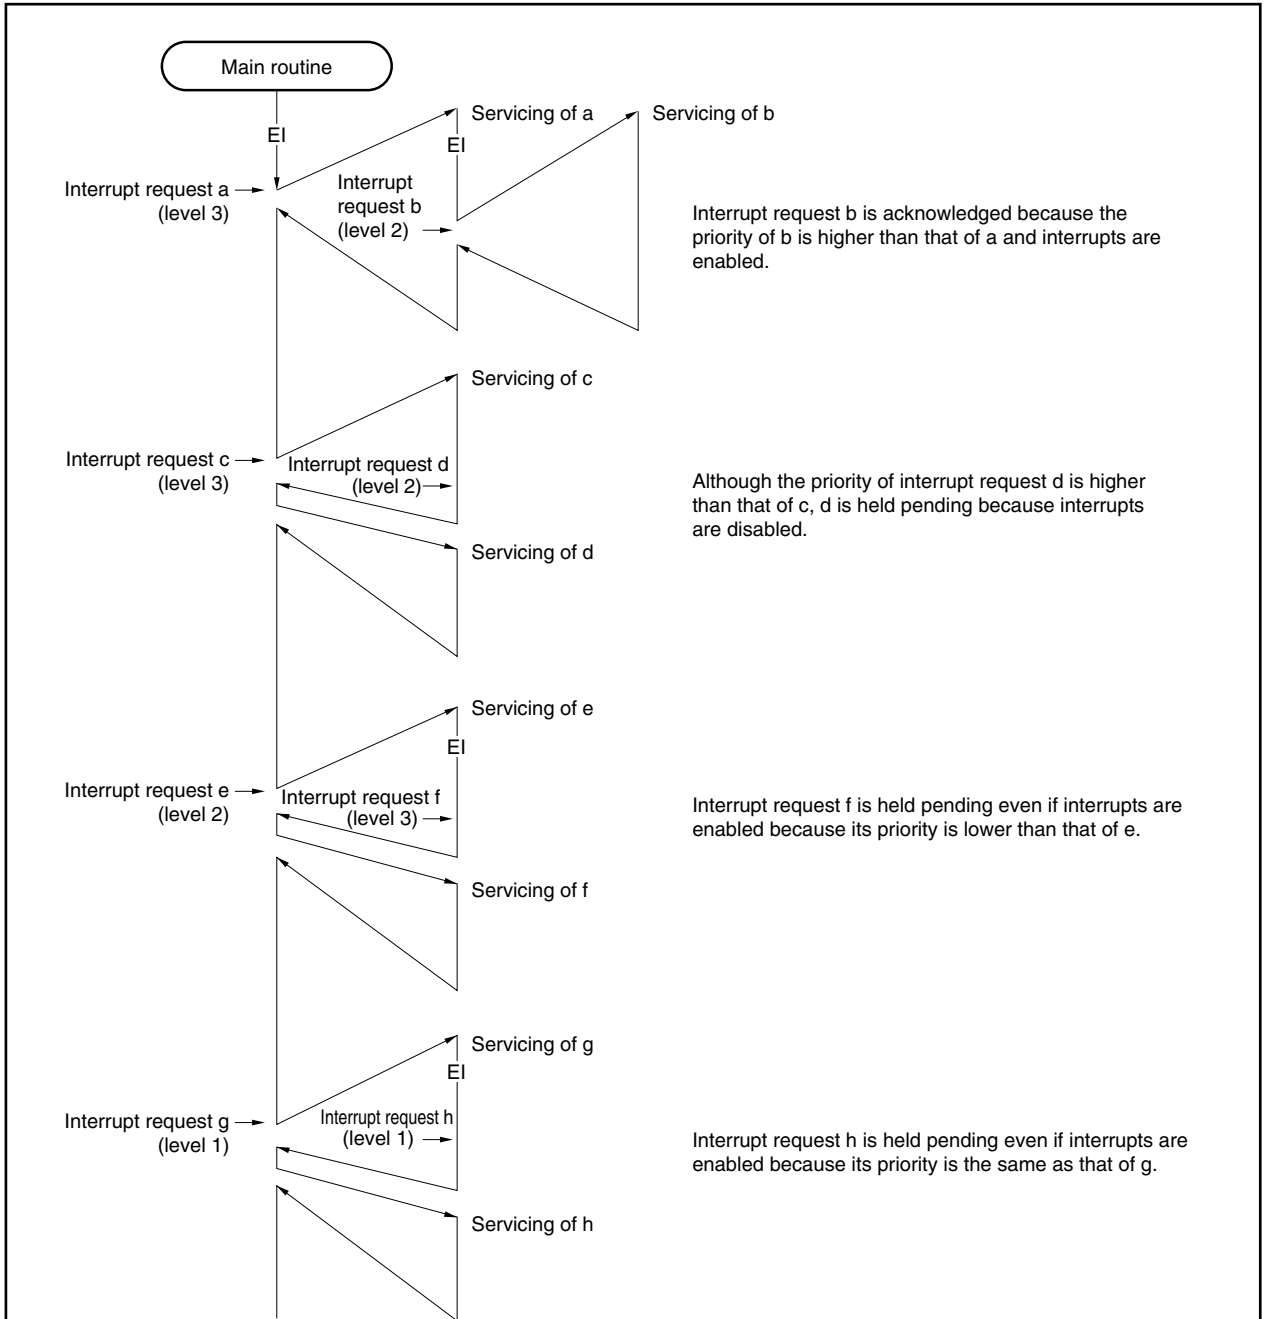 Main routine
EI
Servicing of a
Servicing of b
EI
Interrupt request a
(level 3)
Interrupt
request b
(level 2)
Interrupt request b is acknowledged because the
priority of b is higher than that of a and interrupts are
enabled.
Servicing of c
Interrupt request c
(level 3)
Interrupt request d
(level 2)
Although the priority of interrupt request d is higher
than that of c, d is held pending because interrupts
are disabled.
Servicing of d
Servicing of e
EI
Interrupt request e
(level 2)
Interrupt request f
(level 3)
Interrupt request f is held pending even if interrupts are
enabled because its priority is lower than that of e.
Servicing of f
Servicing of g
EI
Interrupt request g
(level 1)
Interrupt request h
(level 1)
Interrupt request h is held pending even if interrupts are
enabled because its priority is the same as that of g.
Servicing of h